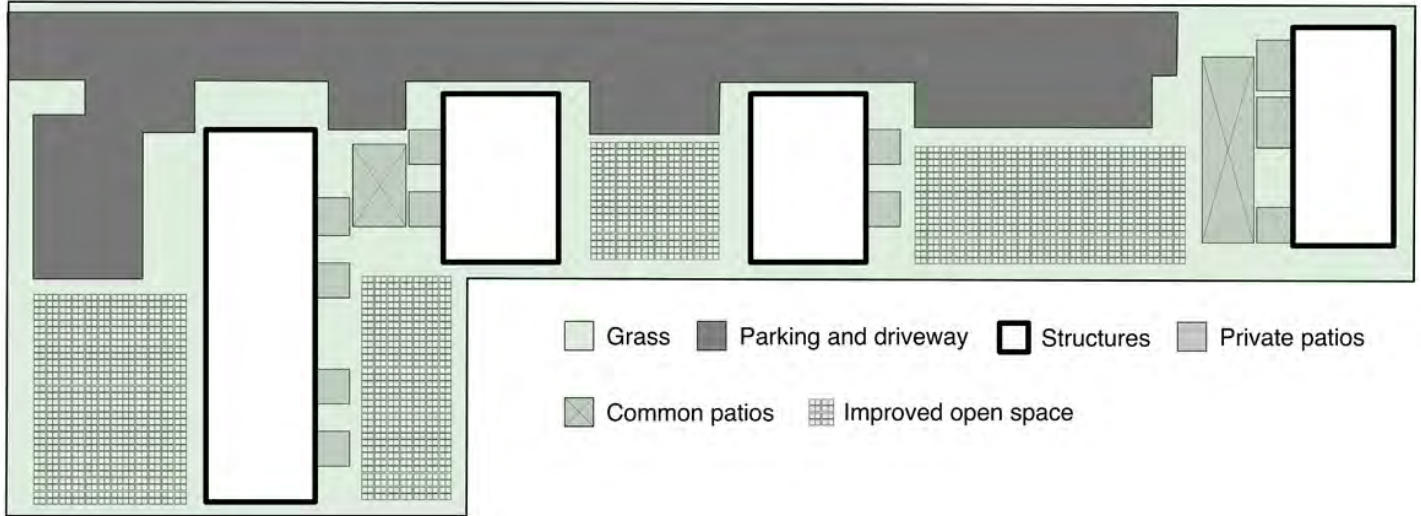 Grass Parking and driveway Structures Private patios
Common patios Improved open space